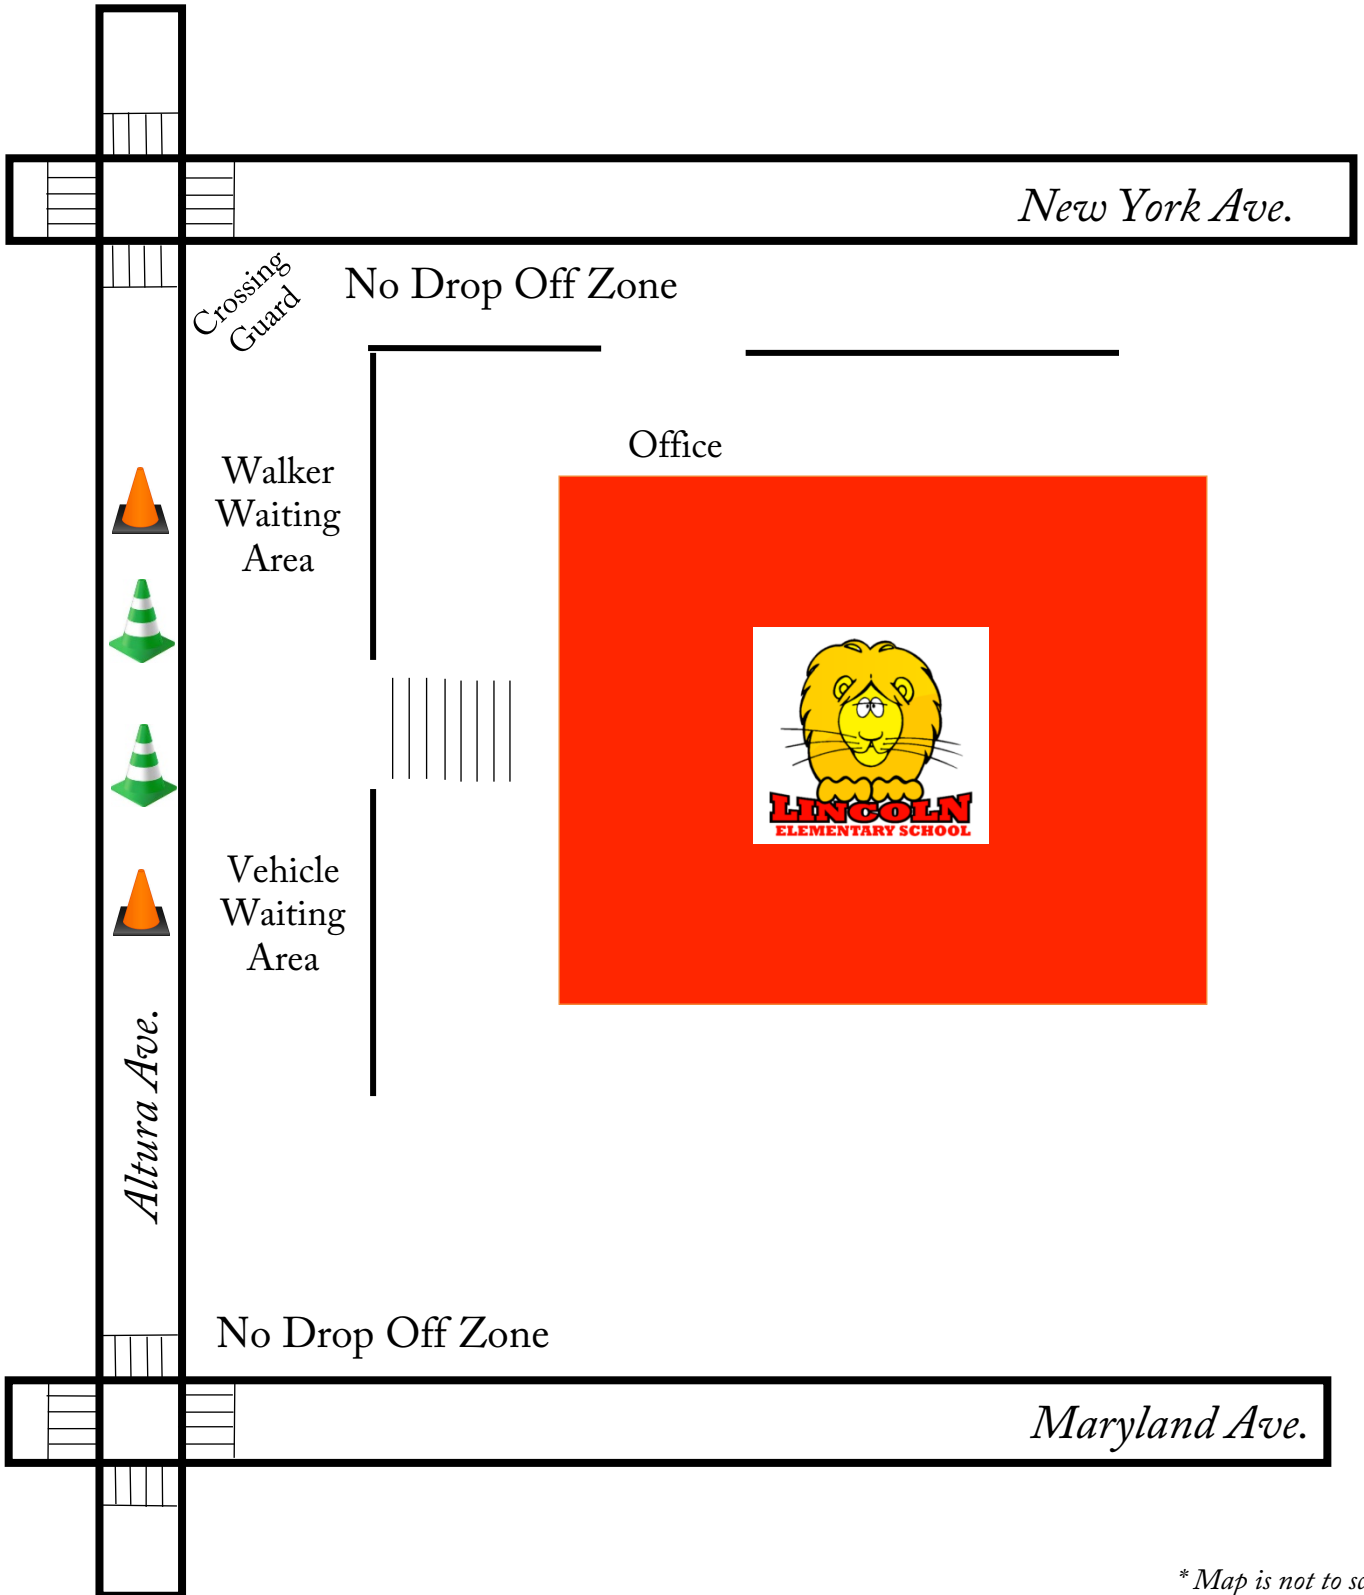 New York Ave.
Crossing
Guard
No Drop Off Zone
Office
Walker
Waiting
Area
LINCOLN
ELEMENTARY SCHOOL
Vehicle
Waiting
Area
Altura Ave.
No Drop Off Zone
Maryland Ave.
* Map is not to